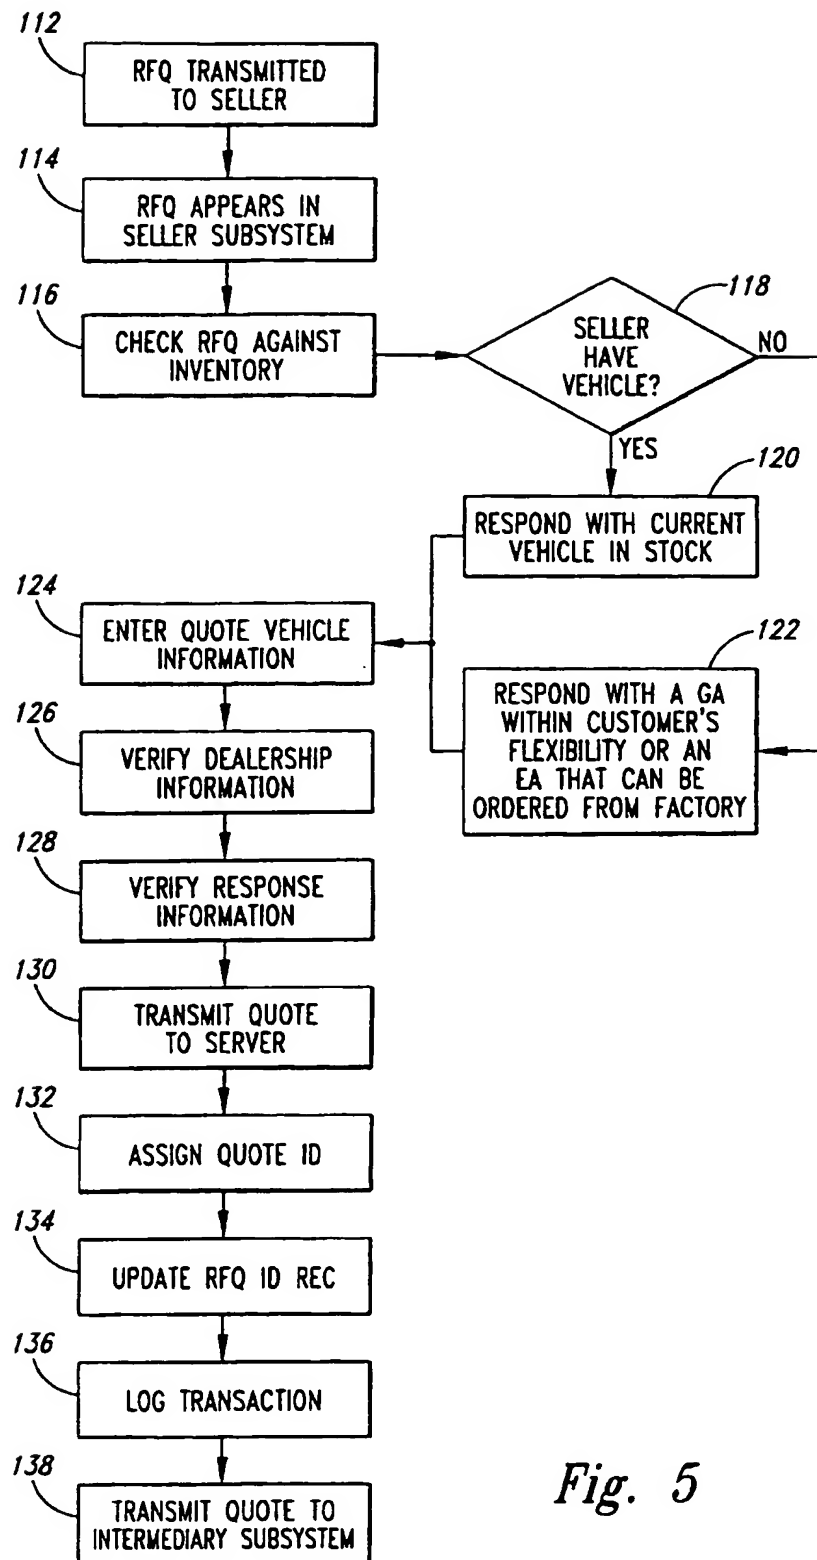 112
RFQ TRANSMITTED
TO SELLER
114
RFQ APPEARS IN
SELLER SUBSYSTEM
116
CHECK RFQ AGAINST
INVENTORY
118
SELLER
HAVE
VEHICLE?
NO
YES
120
RESPOND WITH CURRENT
VEHICLE IN STOCK
122
RESPOND WITH A GA
WITHIN CUSTOMER'S
FLEXIBILITY OR AN
EA THAT CAN BE
ORDERED FROM FACTORY
124
ENTER QUOTE VEHICLE
INFORMATION
126
VERIFY DEALERSHIP
INFORMATION
128
VERIFY RESPONSE
INFORMATION
130
TRANSMIT QUOTE
TO SERVER
132
ASSIGN QUOTE ID
134
UPDATE RFQ ID REC
136
LOG TRANSACTION
138
TRANSMIT QUOTE TO
INTERMEDIARY SUBSYSTEM
Fig. 5